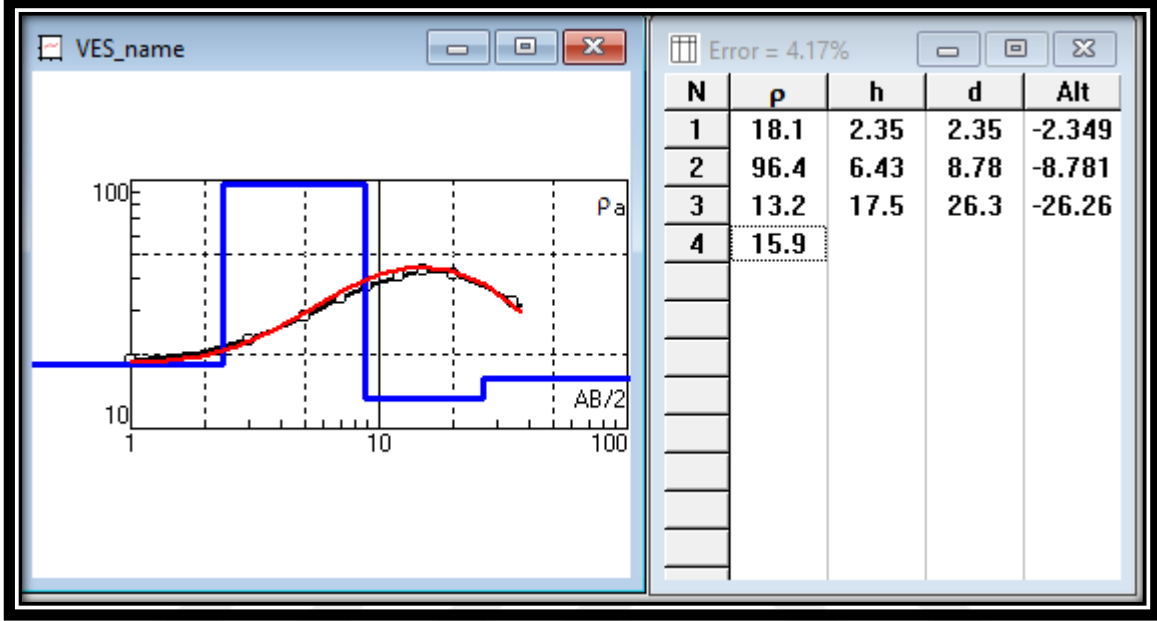 VES_name
100
ρa
10
AB/2
1 10 100
Error = 4.17%
N ρ h d Alt
1 18.1 2.35 2.35 -2.349
2 96.4 6.43 8.78 -8.781
3 13.2 17.5 26.3 -26.26
4 15.9